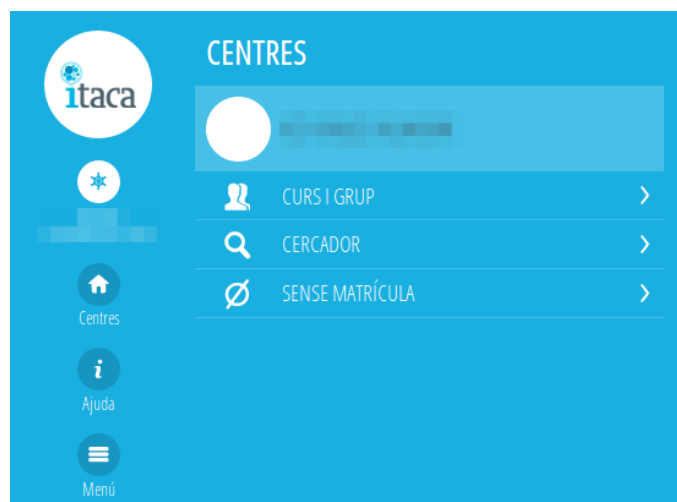 itaca
Centres
Ajuda
Menú
CENTRES
CURS I GRUP
CERCADOR
SENSE MATRÍCULA